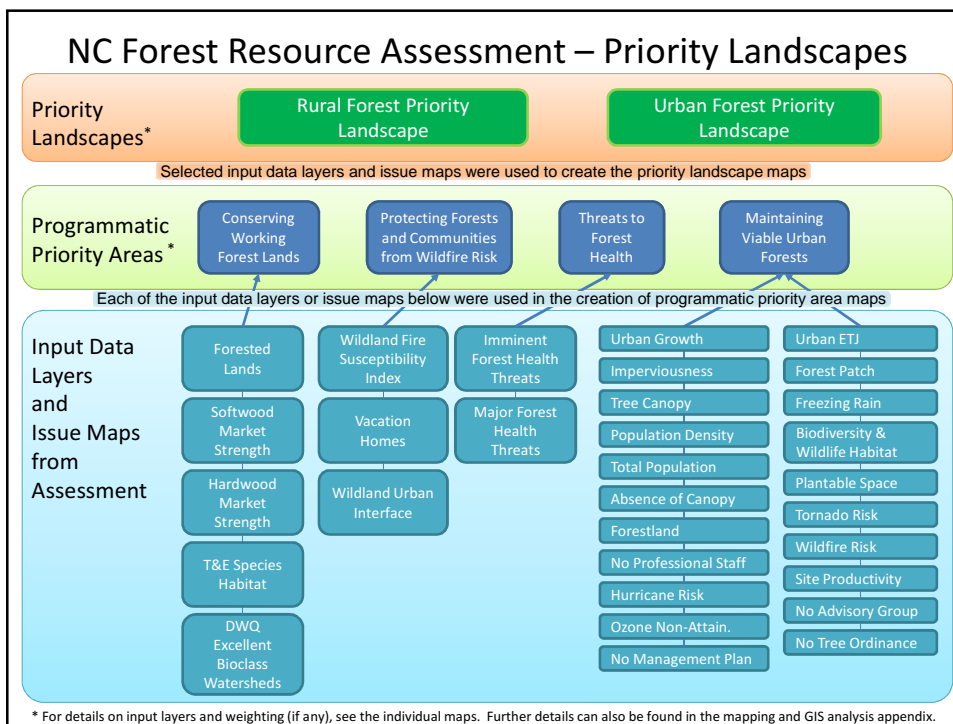 NC Forest Resource Assessment – Priority Landscapes
Priority
Landscapes*
Rural Forest Priority
Landscape
Urban Forest Priority
Landscape
Selected input data layers and issue maps were used to create the priority landscape maps
Programmatic
Priority Areas *
Conserving
Working
Forest Lands
Protecting Forests
and Communities
from Wildfire Risk
Threats to
Forest
Health
Maintaining
Viable Urban
Forests
Each of the input data layers or issue maps below were used in the creation of programmatic priority area maps
Input Data
Layers
and
Issue Maps
from
Assessment
Forested
Lands
Softwood
Market
Strength
Hardwood
Market
Strength
T&E Species
Habitat
DWQ
Excellent
Bioclass
Watersheds
Wildland Fire
Susceptibility
Index
Vacation
Homes
Wildland Urban
Interface
Imminent
Forest Health
Threats
Major Forest
Health
Threats
Urban Growth
Imperviousness
Tree Canopy
Population Density
Total Population
Absence of Canopy
Forestland
No Professional Staff
Hurricane Risk
Ozone Non-Attain.
No Management Plan
Urban ETJ
Forest Patch
Freezing Rain
Biodiversity &
Wildlife Habitat
Plantable Space
Tornado Risk
Wildfire Risk
Site Productivity
No Advisory Group
No Tree Ordinance
* For details on input layers and weighting (if any), see the individual maps. Further details can also be found in the mapping and GIS analysis appendix.